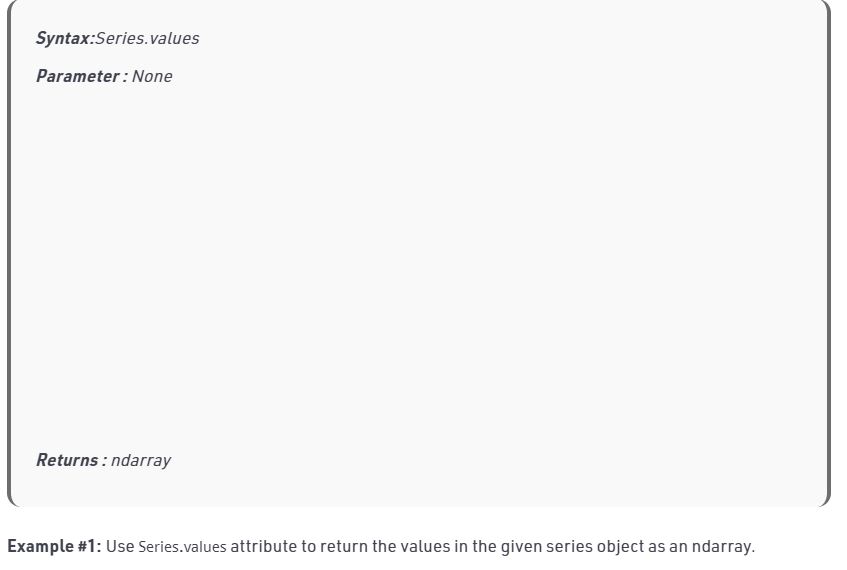 Syntax:Series.values
Parameter : None
Returns : ndarray
Example #1: Use Series.values attribute to return the values in the given series object as an ndarray.